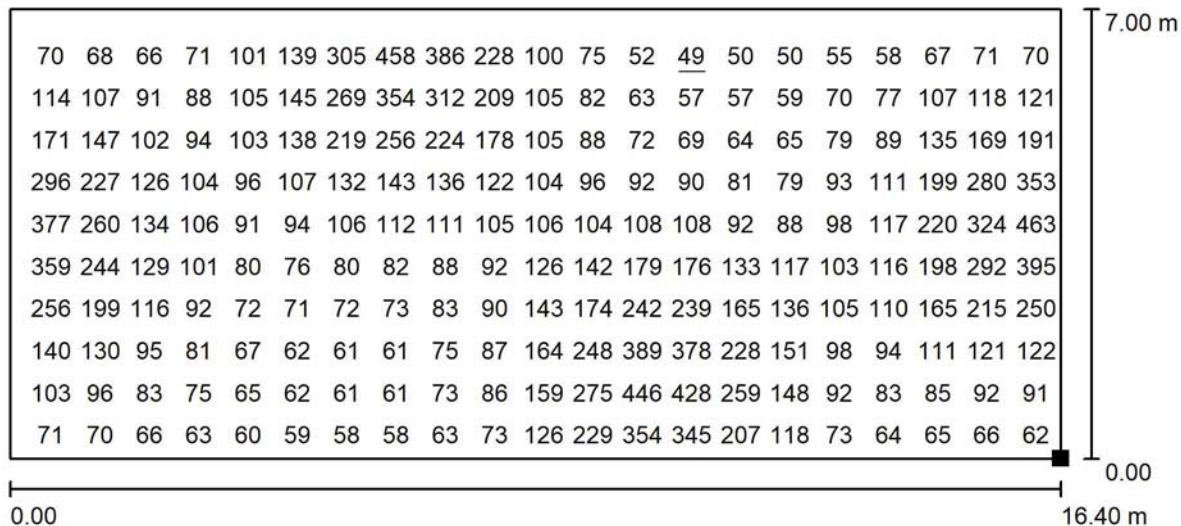 7.00 m
70 68 66 71 101 139 305 458 386 228 100 75 52 49 50 50 55 58 67 71 70
114 107 91 88 105 145 269 354 312 209 105 82 63 57 57 59 70 77 107 118 121
171 147 102 94 103 138 219 256 224 178 105 88 72 69 64 65 79 89 135 169 191
296 227 126 104 96 107 132 143 136 122 104 96 92 90 81 79 93 111 199 280 353
377 260 134 106 91 94 106 112 111 105 106 104 108 108 92 88 98 117 220 324 463
359 244 129 101 80 76 80 82 88 92 126 142 179 176 133 117 103 116 198 292 395
256 199 116 92 72 71 72 73 83 90 143 174 242 239 165 136 105 110 165 215 250
140 130 95 81 67 62 61 61 75 87 164 248 389 378 228 151 98 94 111 121 122
103 96 83 75 65 62 61 61 73 86 159 275 446 428 259 148 92 83 85 92 91
71 70 66 63 60 59 58 58 63 73 126 229 354 345 207 118 73 64 65 66 62
0.00
0.00 16.40 m